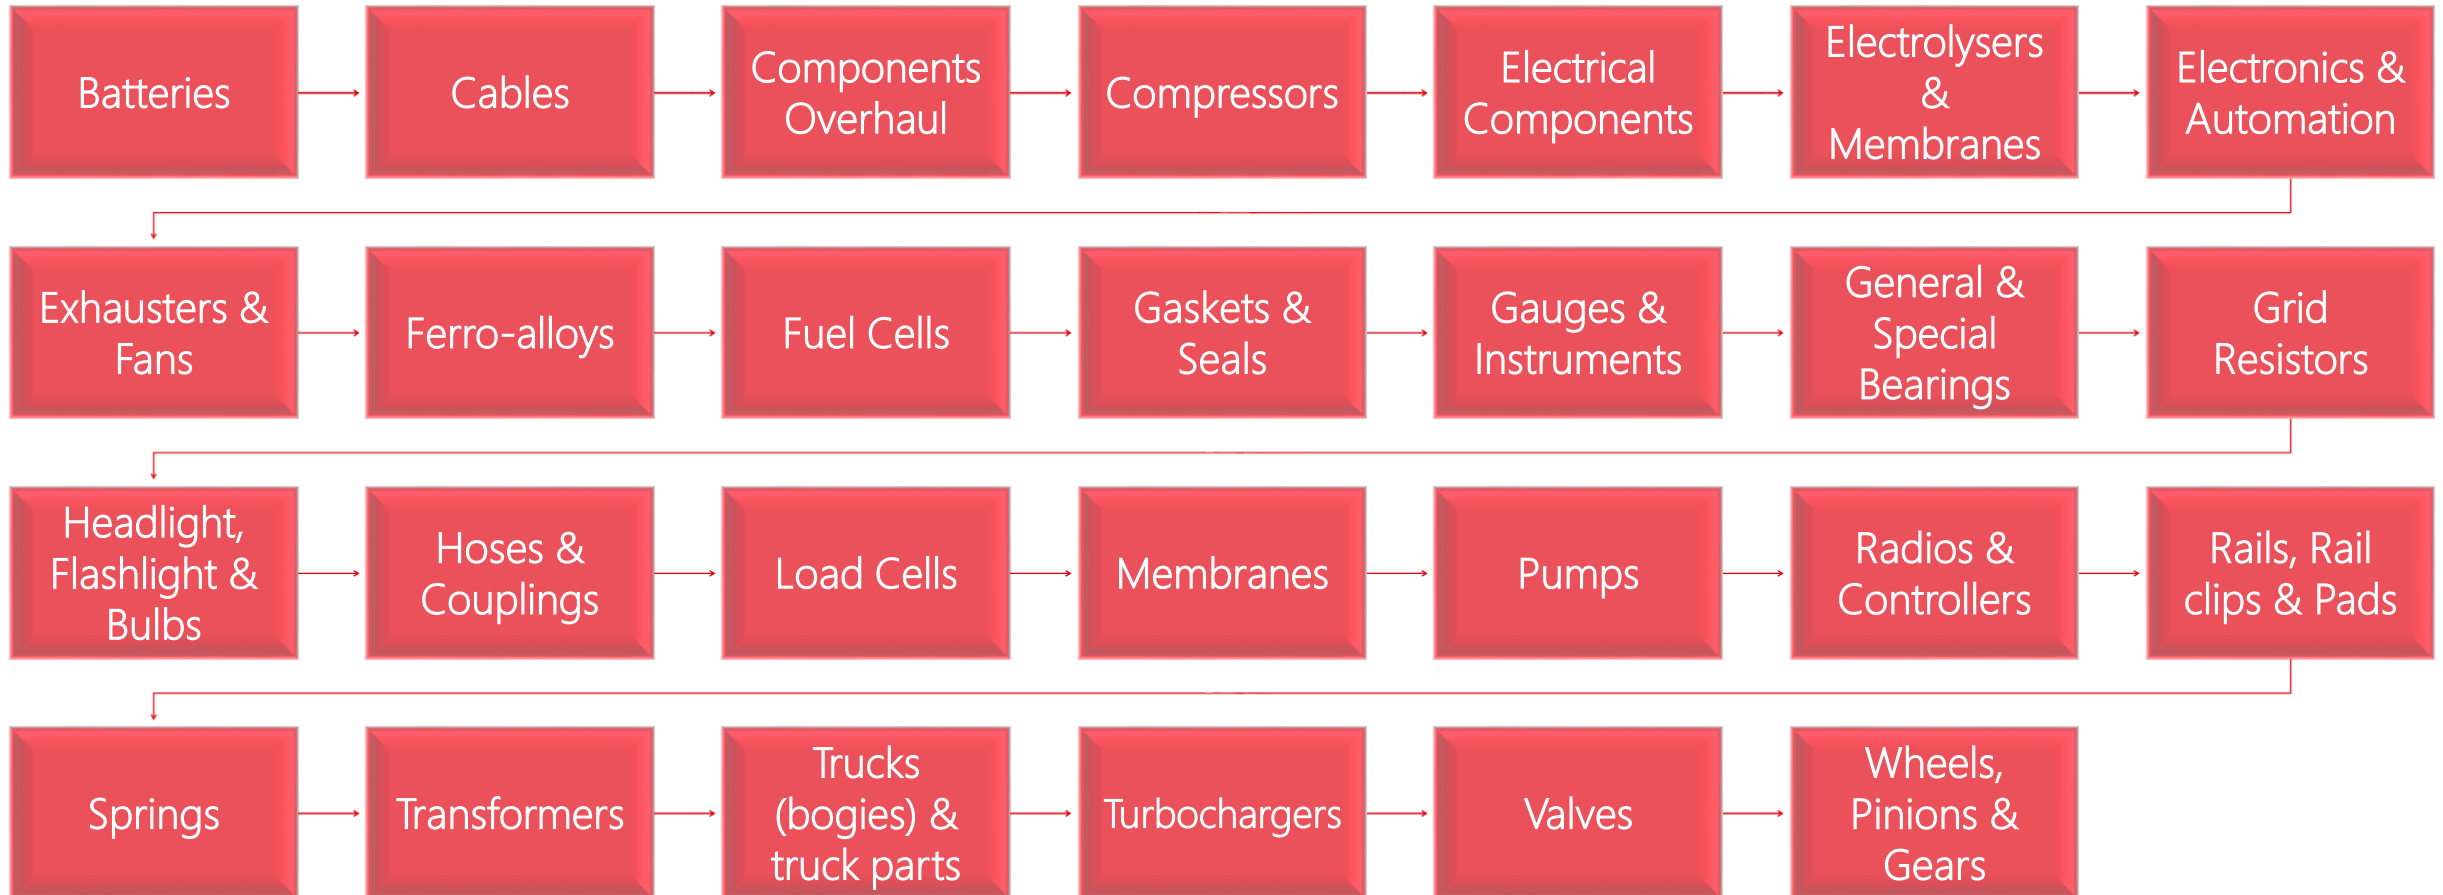 Batteries
Cables
Components
Overhaul
Compressors
Electrical
Components
Electrolysers
&
Membranes
Electronics &
Automation
Exhausters &
Fans
Ferro-alloys
Fuel Cells
Gaskets &
Seals
Gauges &
Instruments
General &
Special
Bearings
Grid
Resistors
Headlight,
Flashlight &
Bulbs
Hoses &
Couplings
Load Cells
Membranes
Pumps
Radios &
Controllers
Rails, Rail
clips & Pads
Springs
Transformers
Trucks
(bogies) &
truck parts
Turbochargers
Valves
Wheels,
Pinions &
Gears